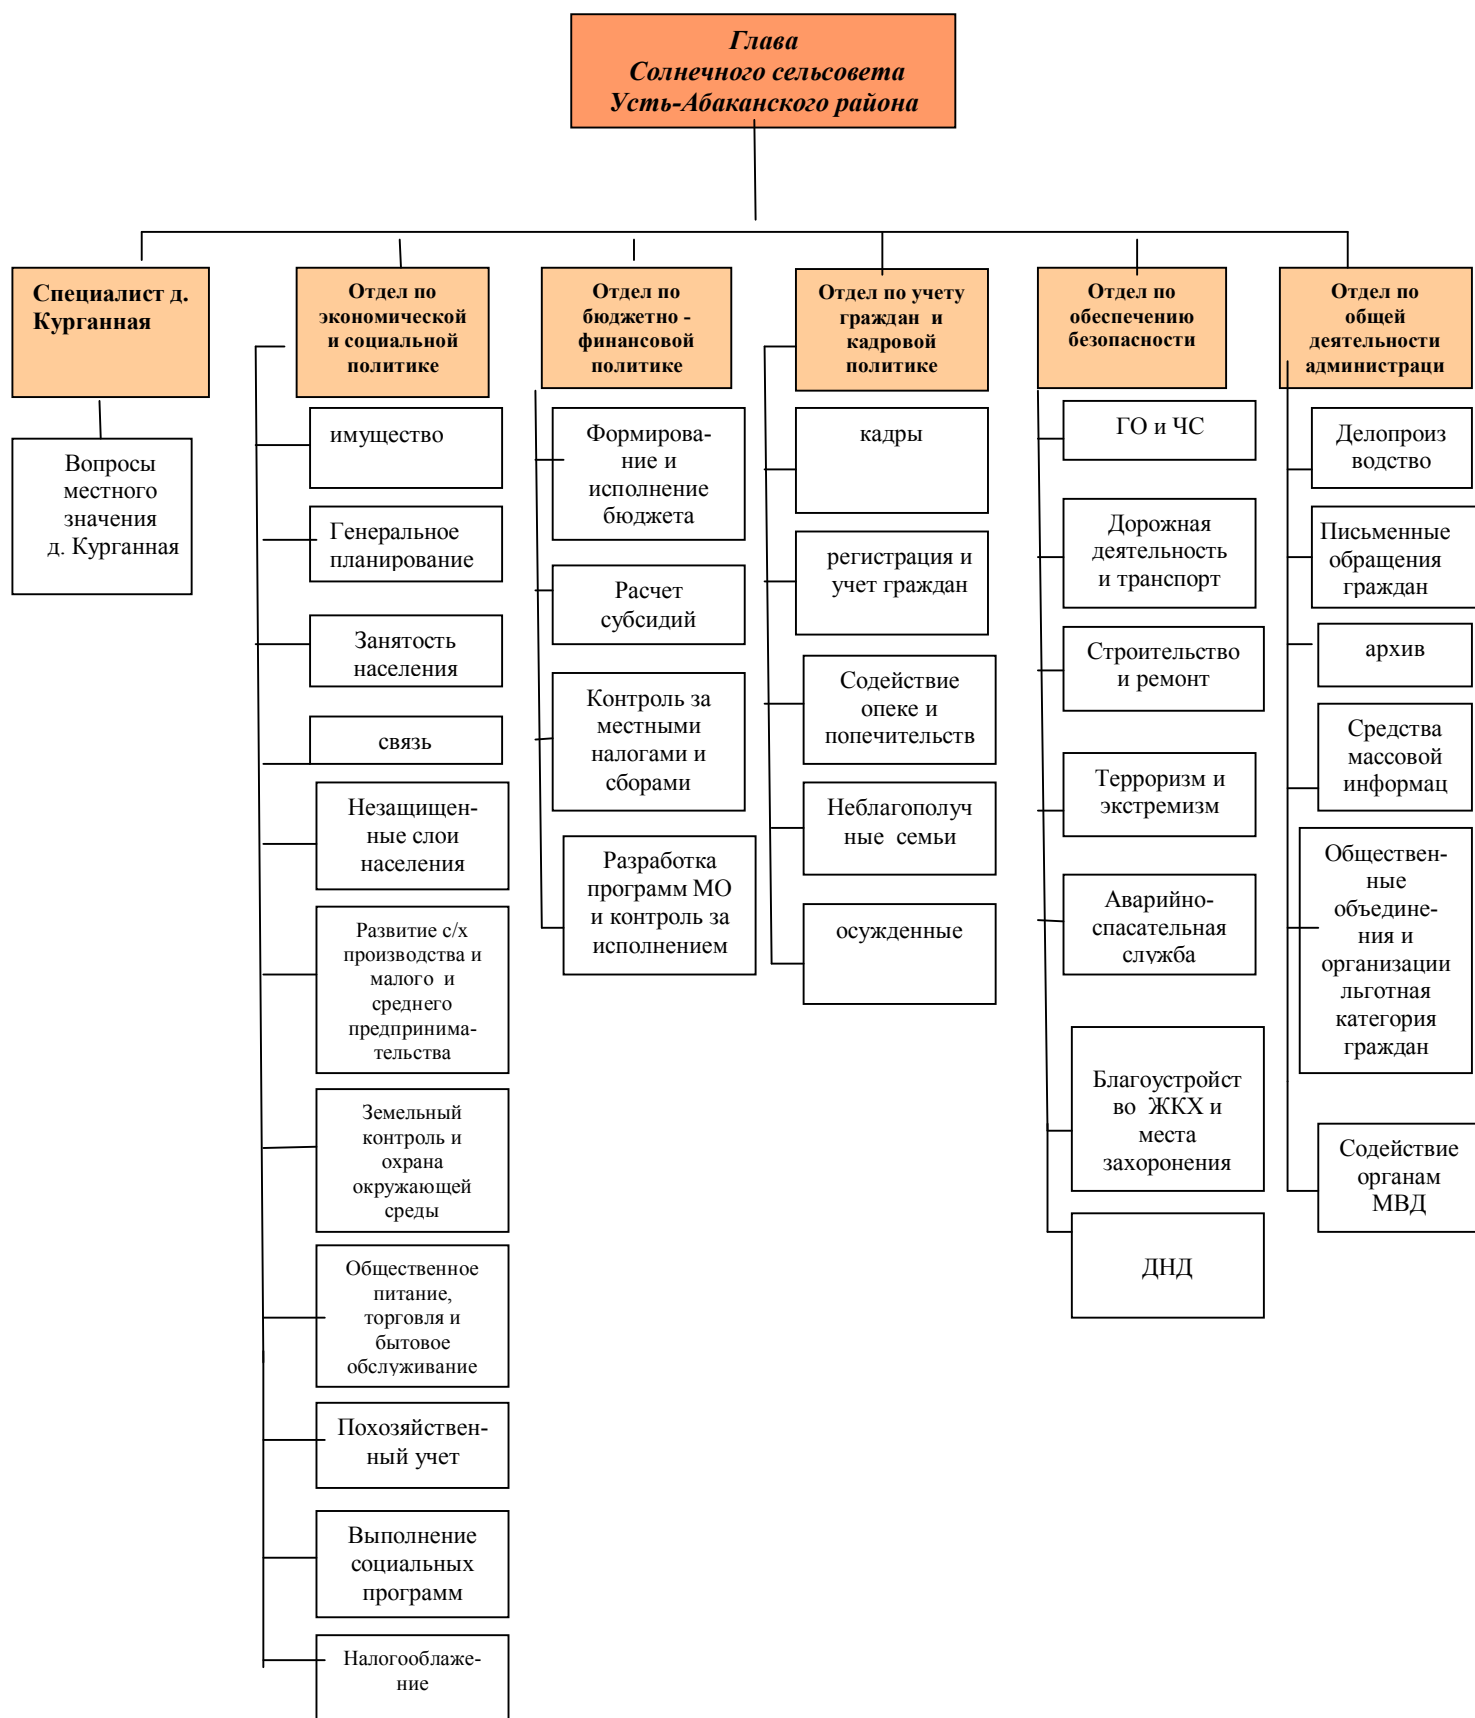 Глава
Солнечного сельсовета
Усть-Абаканского района
Специалист д.
Курганная
Вопросы
местного
значения
д. Курганная
Отдел по
экономической
и социальной
политике
имущество
Генеральное
планирование
Занятость
населения
связь
Незащищен-
ные слои
населения
Развитие с/х
производства и
малого и
среднего
предпринима-
тельства
Земельный
контроль и
охрана
окружающей
среды
Общественное
питание,
торговля и
бытовое
обслуживание
Похозяйствен-
ный учет
Выполнение
социальных
программ
Налогооблаже-
ние
Отдел по
бюджетно -
финансовой
политике
Формирова-
ние и
исполнение
бюджета
Расчет
субсидий
Контроль за
местными
налогами и
сборами
Разработка
программ МО
и контроль за
исполнением
Отдел по учету
граждан и
кадровой
политике
кадры
регистрация и
учет граждан
Содействие
опеке и
попечительств
Неблагополуч
ные семьи
осужденные
Отдел по
обеспечению
безопасности
ГО и ЧС
Дорожная
деятельность
и транспорт
Строительство
и ремонт
Терроризм и
экстремизм
Аварийно-
спасательная
служба
Благоустройст
во ЖКХ и
места
захоронения
ДНД
Отдел по
общей
деятельности
администраци
Делопроиз
водство
Письменные
обращения
граждан
архив
Средства
массовой
информац
Обществен-
ные
объедине-
ния и
организации
льготная
категория
граждан
Содействие
органам
МВД